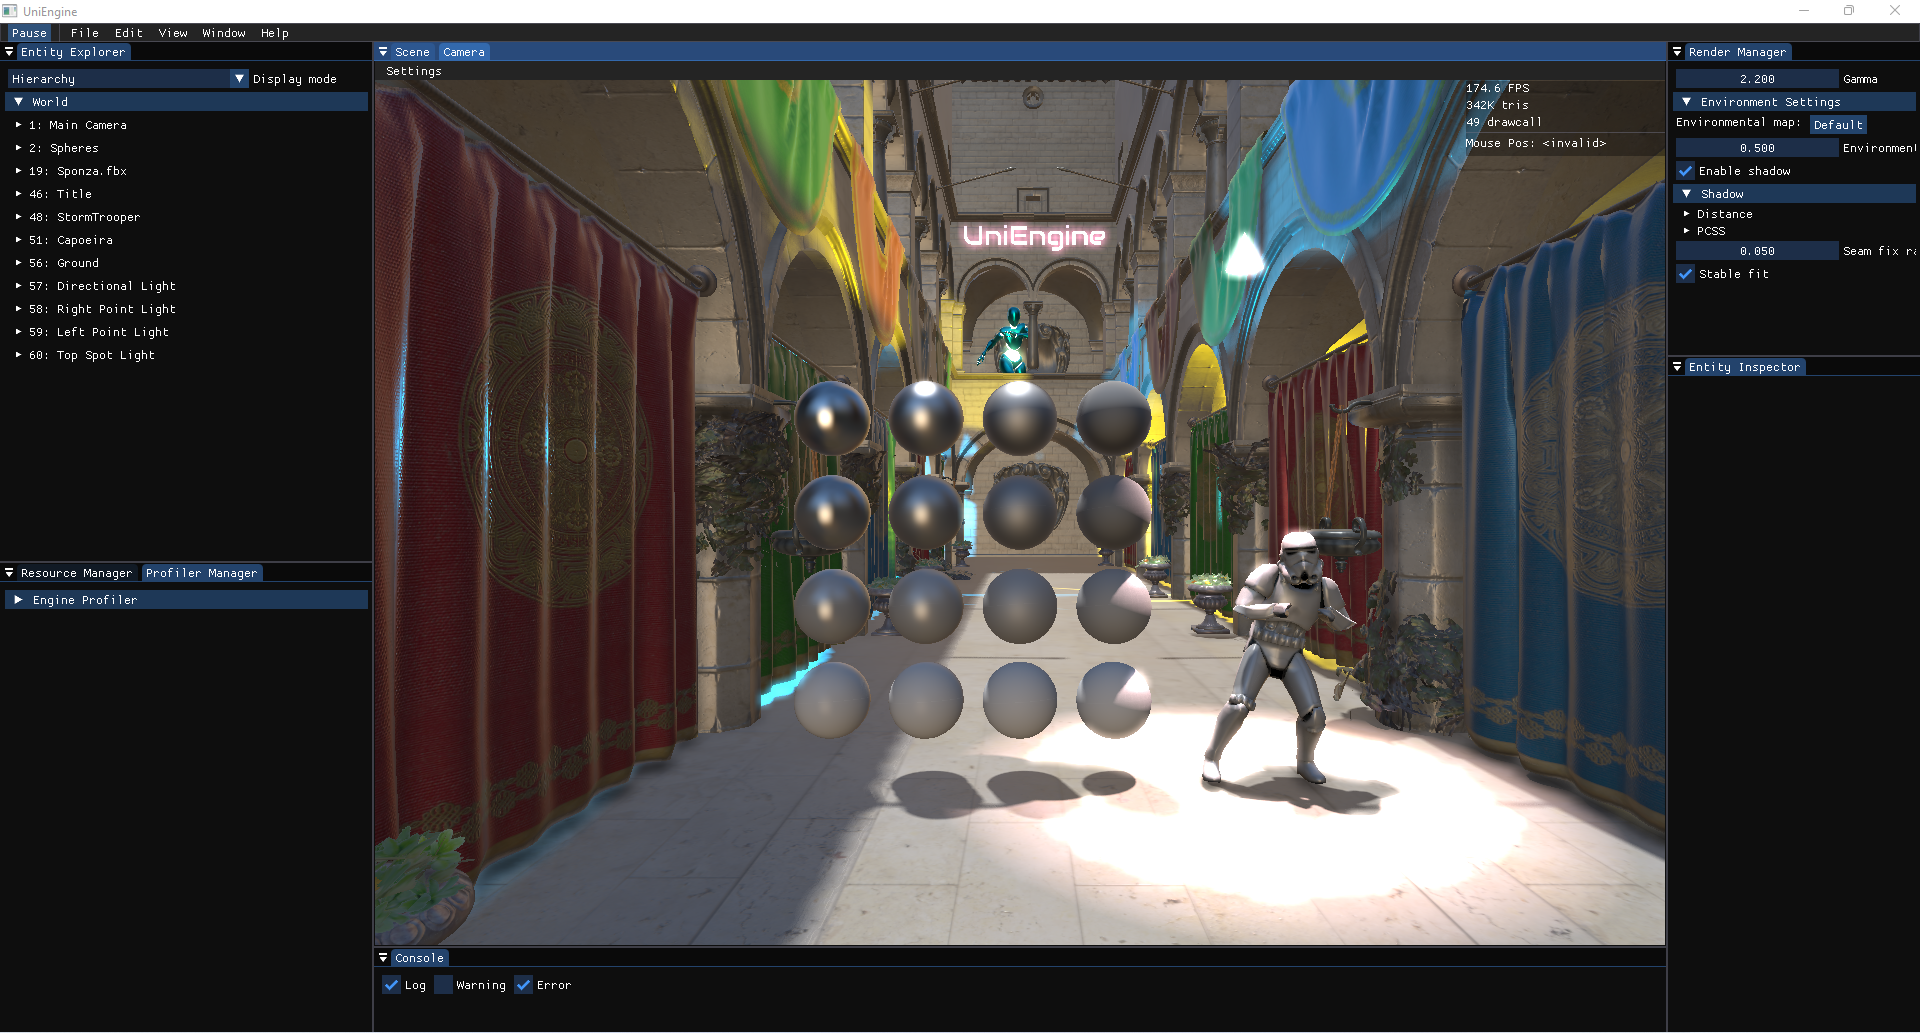 UniEngine
Pause File Edit View Window Help
Entity Explorer
Hierarchy Display mode
World
1: Main Camera
2: Spheres
19: Sponza.fbx
46: Title
48: StormTrooper
51: Capoeira
56: Ground
57: Directional Light
58: Right Point Light
59: Left Point Light
60: Top Spot Light
Resource Manager Profiler Manager
Engine Profiler
Scene Camera
Settings
174.6 FPS
342K tris
49 drawcall
Mouse Pos: <invalid>
UniEngine
Console
Log Warning Error
Render Manager
2.200 Gamma
Environment Settings
Environmental map: Default
0.500 Environment
Enable shadow
Shadow
Distance
PCSS
0.050 Seam fix ra
Stable fit
Entity Inspector